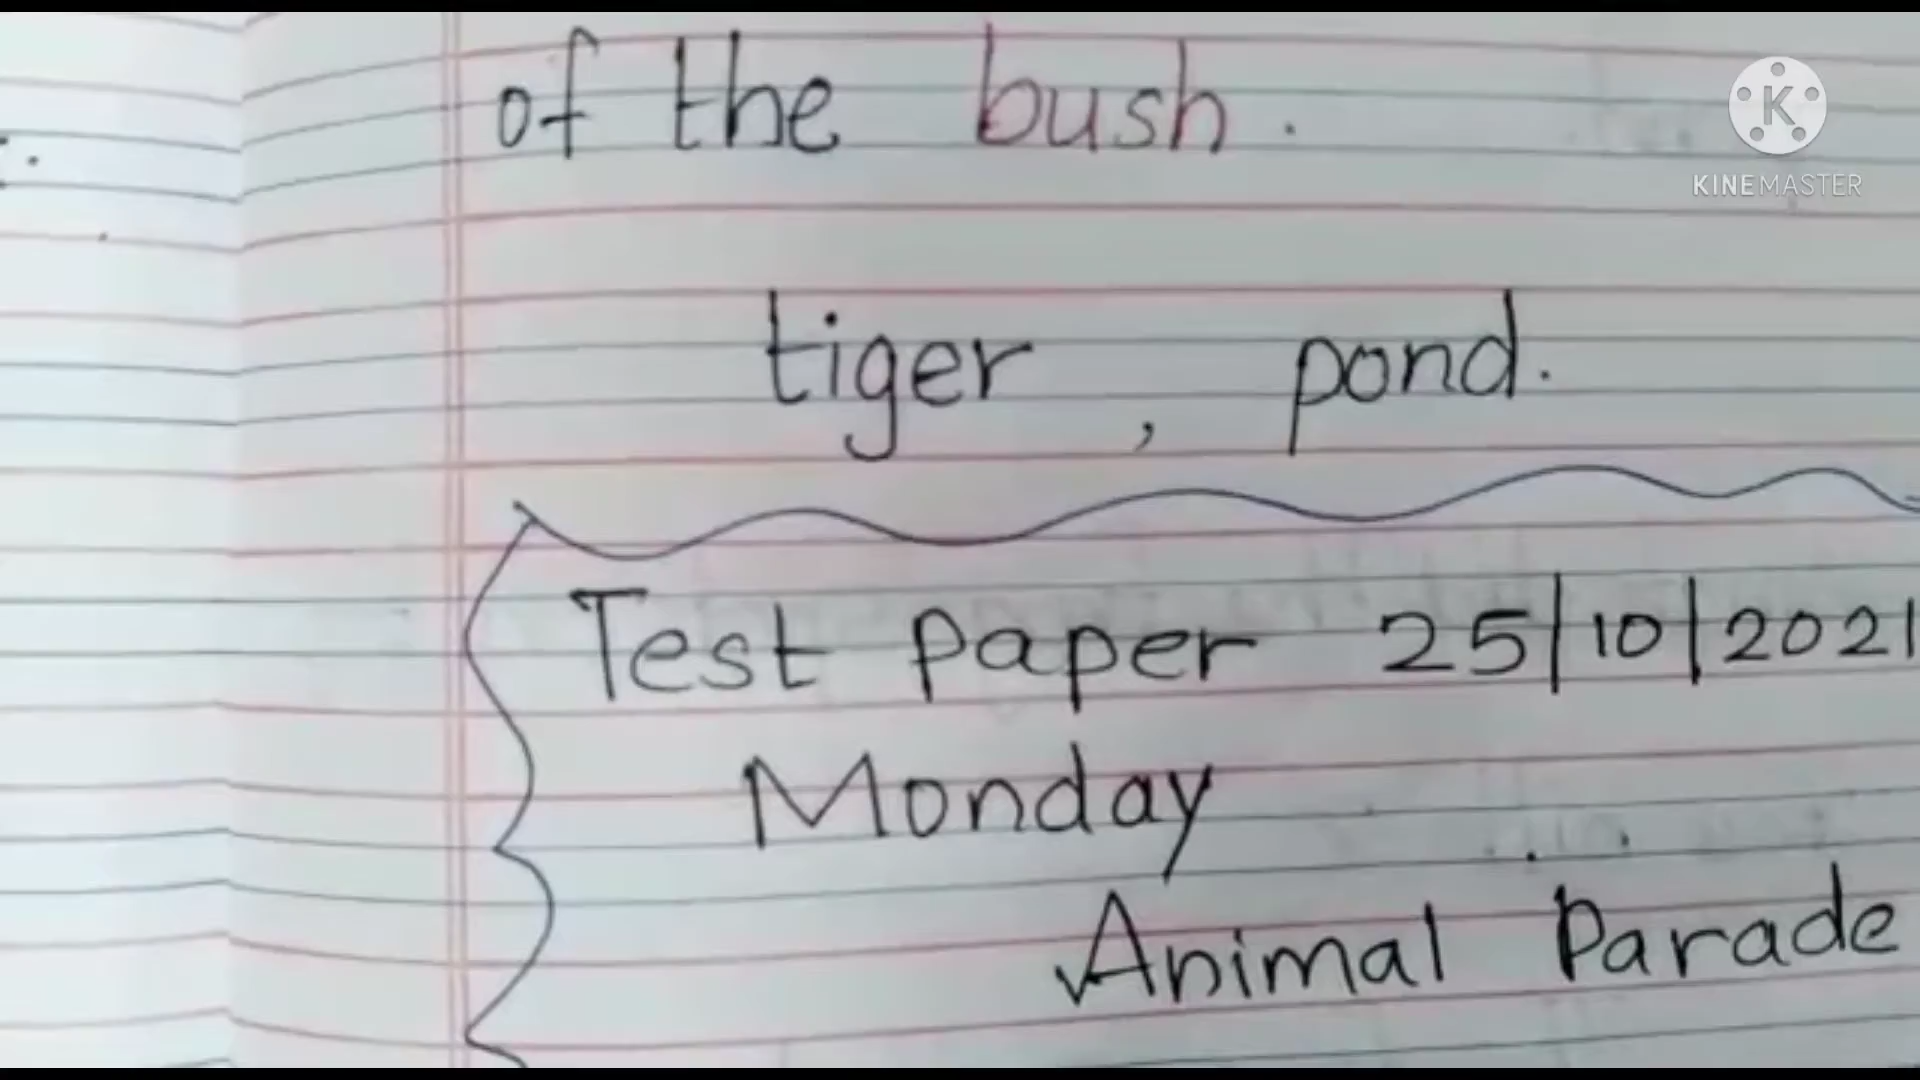 of the bush.
KINEMASTER
tiger, pond.
Test paper 25|10|2021
Monday
Animal Parade